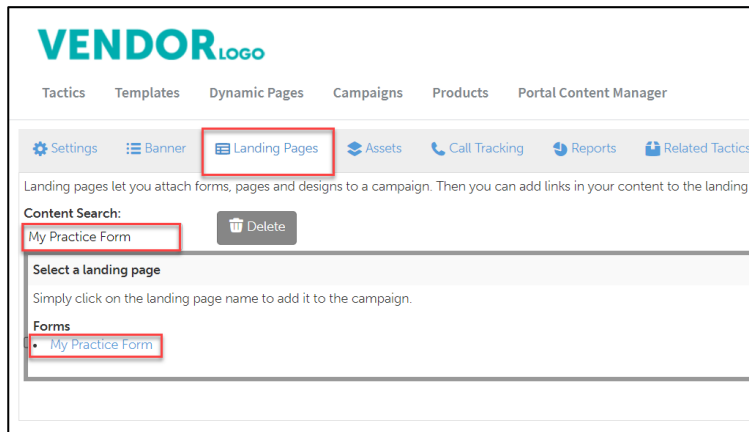 VENDOR LOGO
Tactics Templates Dynamic Pages Campaigns Products Portal Content Manager
Settings Banner Landing Pages Assets Call Tracking Reports Related Tactics
Landing pages let you attach forms, pages and designs to a campaign. Then you can add links in your content to the landing
Content Search:
My Practice Form
Delete
Select a landing page
Simply click on the landing page name to add it to the campaign.
Forms
• My Practice Form